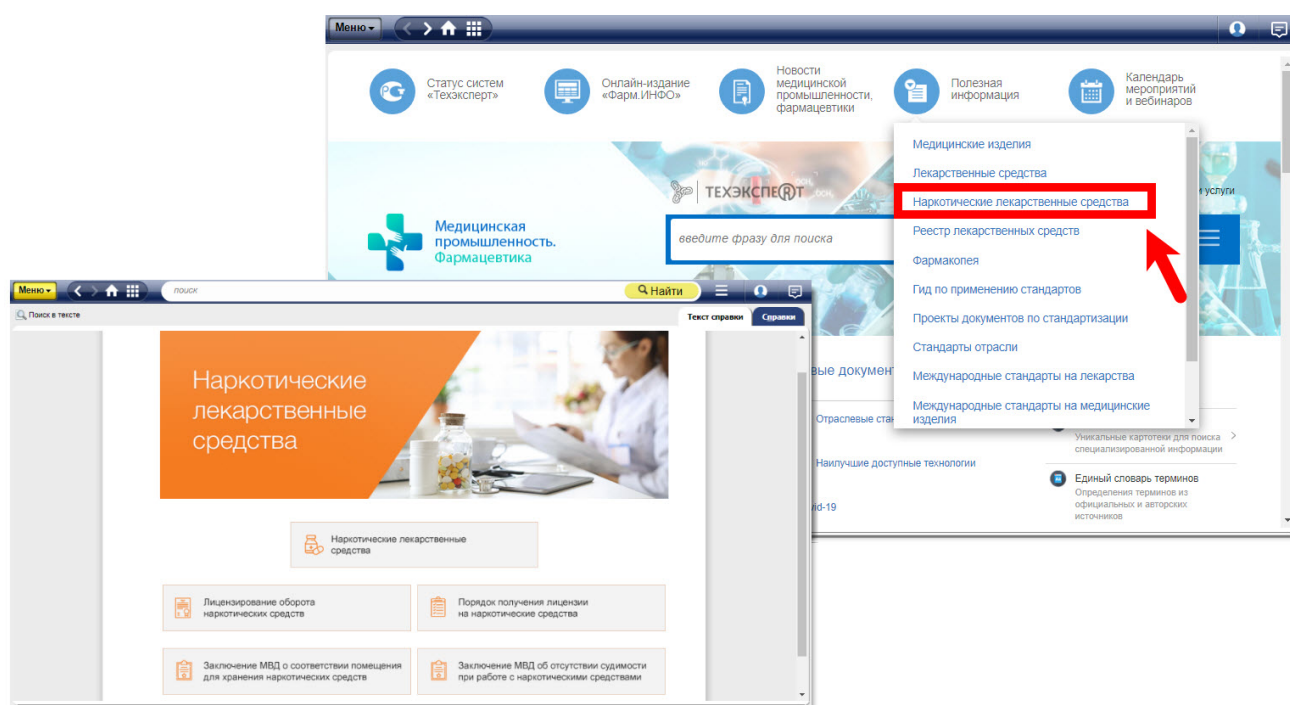 Меню
Статус систем
«Техэксперт»
Онлайн-издание
«Фарм.ИНФО»
Новости
медицинской
промышленности,
фармацевтики
Полезная
информация
Календарь
мероприятий
и вебинаров
Медицинские изделия
Лекарственные средства
Наркотические лекарственные средства
Реестр лекарственных средств
Фармакопея
Гид по применению стандартов
Проекты документов по стандартизации
Стандарты отрасли
Международные стандарты на лекарства
Международные стандарты на медицинские
изделия
ТЕХЭКСПЕRТ
и услуги
Медицинская
промышленность.
Фармацевтика
введите фразу для поиска
Отраслевые
Наилучшие доступные технологии
Уникальные картотеки для поиска
специализированной информации
Единый словарь терминов
Определения терминов из
официальных и авторских
источников
Меню
поиск
Найти
Поиск в тексте
Текст справки
Справки
Наркотические
лекарственные
средства
Наркотические лекарственные
средства
Лицензирование оборота
наркотических средств
Порядок получения лицензии
на наркотические средства
Заключение МВД о соответствии помещения
для хранения наркотических средств
Заключение МВД об отсутствии судимости
при работе с наркотическими средствами